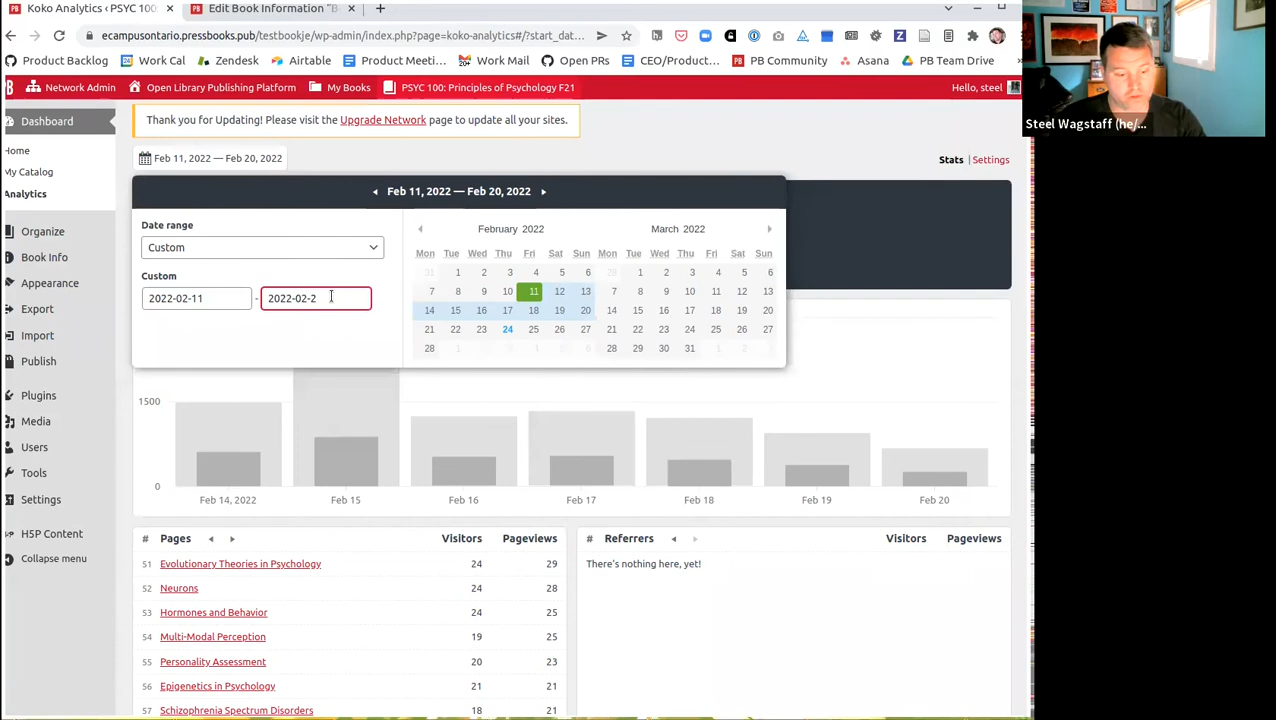 Koko Analytics ‹ PSYC 100: ×
Edit Book Information "B ×
+
ecampusontario.pressbooks.pub/testbooke/wp-admin/index.php?page=koko-analytics#/?start_dat...
Product Backlog
Work Cal
Zendesk
Airtable
Product Meeti...
Work Mail
Open PRs
CEO/Product...
PB Community
Asana
PB Team Drive
Network Admin
Open Library Publishing Platform
My Books
PSYC 100: Principles of Psychology F21
Hello, steel
Steel Wagstaff (he/...
Dashboard
Home
My Catalog
Analytics
Organize
Book Info
Appearance
Export
Import
Publish
Plugins
Media
Users
Tools
Settings
H5P Content
Collapse menu
Thank you for Updating! Please visit the Upgrade Network page to update all your sites.
Feb 11, 2022 — Feb 20, 2022
Stats | Settings
Feb 11, 2022 — Feb 20, 2022
Date range
Custom
Custom
2022-02-11 - 2022-02-2
February 2022
Mon Tue Wed Thu Fri Sat Sun
31 1 2 3 4 5 6
7 8 9 10 11 12 13
14 15 16 17 18 19 20
21 22 23 24 25 26 27
28 1 2 3 4 5 6
March 2022
Mon Tue Wed Thu Fri Sat Sun
28 1 2 3 4 5 6
7 8 9 10 11 12 13
14 15 16 17 18 19 20
21 22 23 24 25 26 27
28 29 30 31 1 2 3
1500
0
Feb 14, 2022 Feb 15 Feb 16 Feb 17 Feb 18 Feb 19 Feb 20
# Pages Visitors Pageviews
51 Evolutionary Theories in Psychology 24 29
52 Neurons 24 28
53 Hormones and Behavior 24 25
54 Multi-Modal Perception 19 25
55 Personality Assessment 20 23
56 Epigenetics in Psychology 21 21
57 Schizophrenia Spectrum Disorders 18 21
# Referrers Visitors Pageviews
There's nothing here, yet!